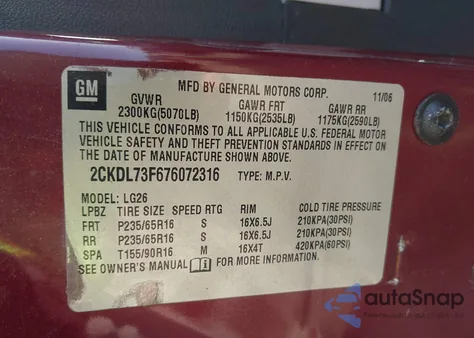 GM
MFD BY GENERAL MOTORS CORP. 11/06
GVWR GAWR FRT GAWR RR
2300KG(5070LB) 1150KG(2535LB) 1175KG(2590LB)
THIS VEHICLE CONFORMS TO ALL APPLICABLE U.S. FEDERAL MOTOR
VEHICLE SAFETY AND THEFT PREVENTION STANDARDS IN EFFECT ON
THE DATE OF MANUFACTURE SHOWN ABOVE.
2CKDL73F676072316 TYPE: M.P.V.
MODEL: LG26
LPBZ TIRE SIZE SPEED RTG RIM COLD TIRE PRESSURE
FRT P235/65R16 S 16X6.5J 210KPA(30PSI)
RR P235/65R16 S 16X6.5J 210KPA(30PSI)
SPA T155/90R16 M 16X4T 420KPA(60PSI)
SEE OWNER'S MANUAL FOR MORE INFORMATION.
autoSnap